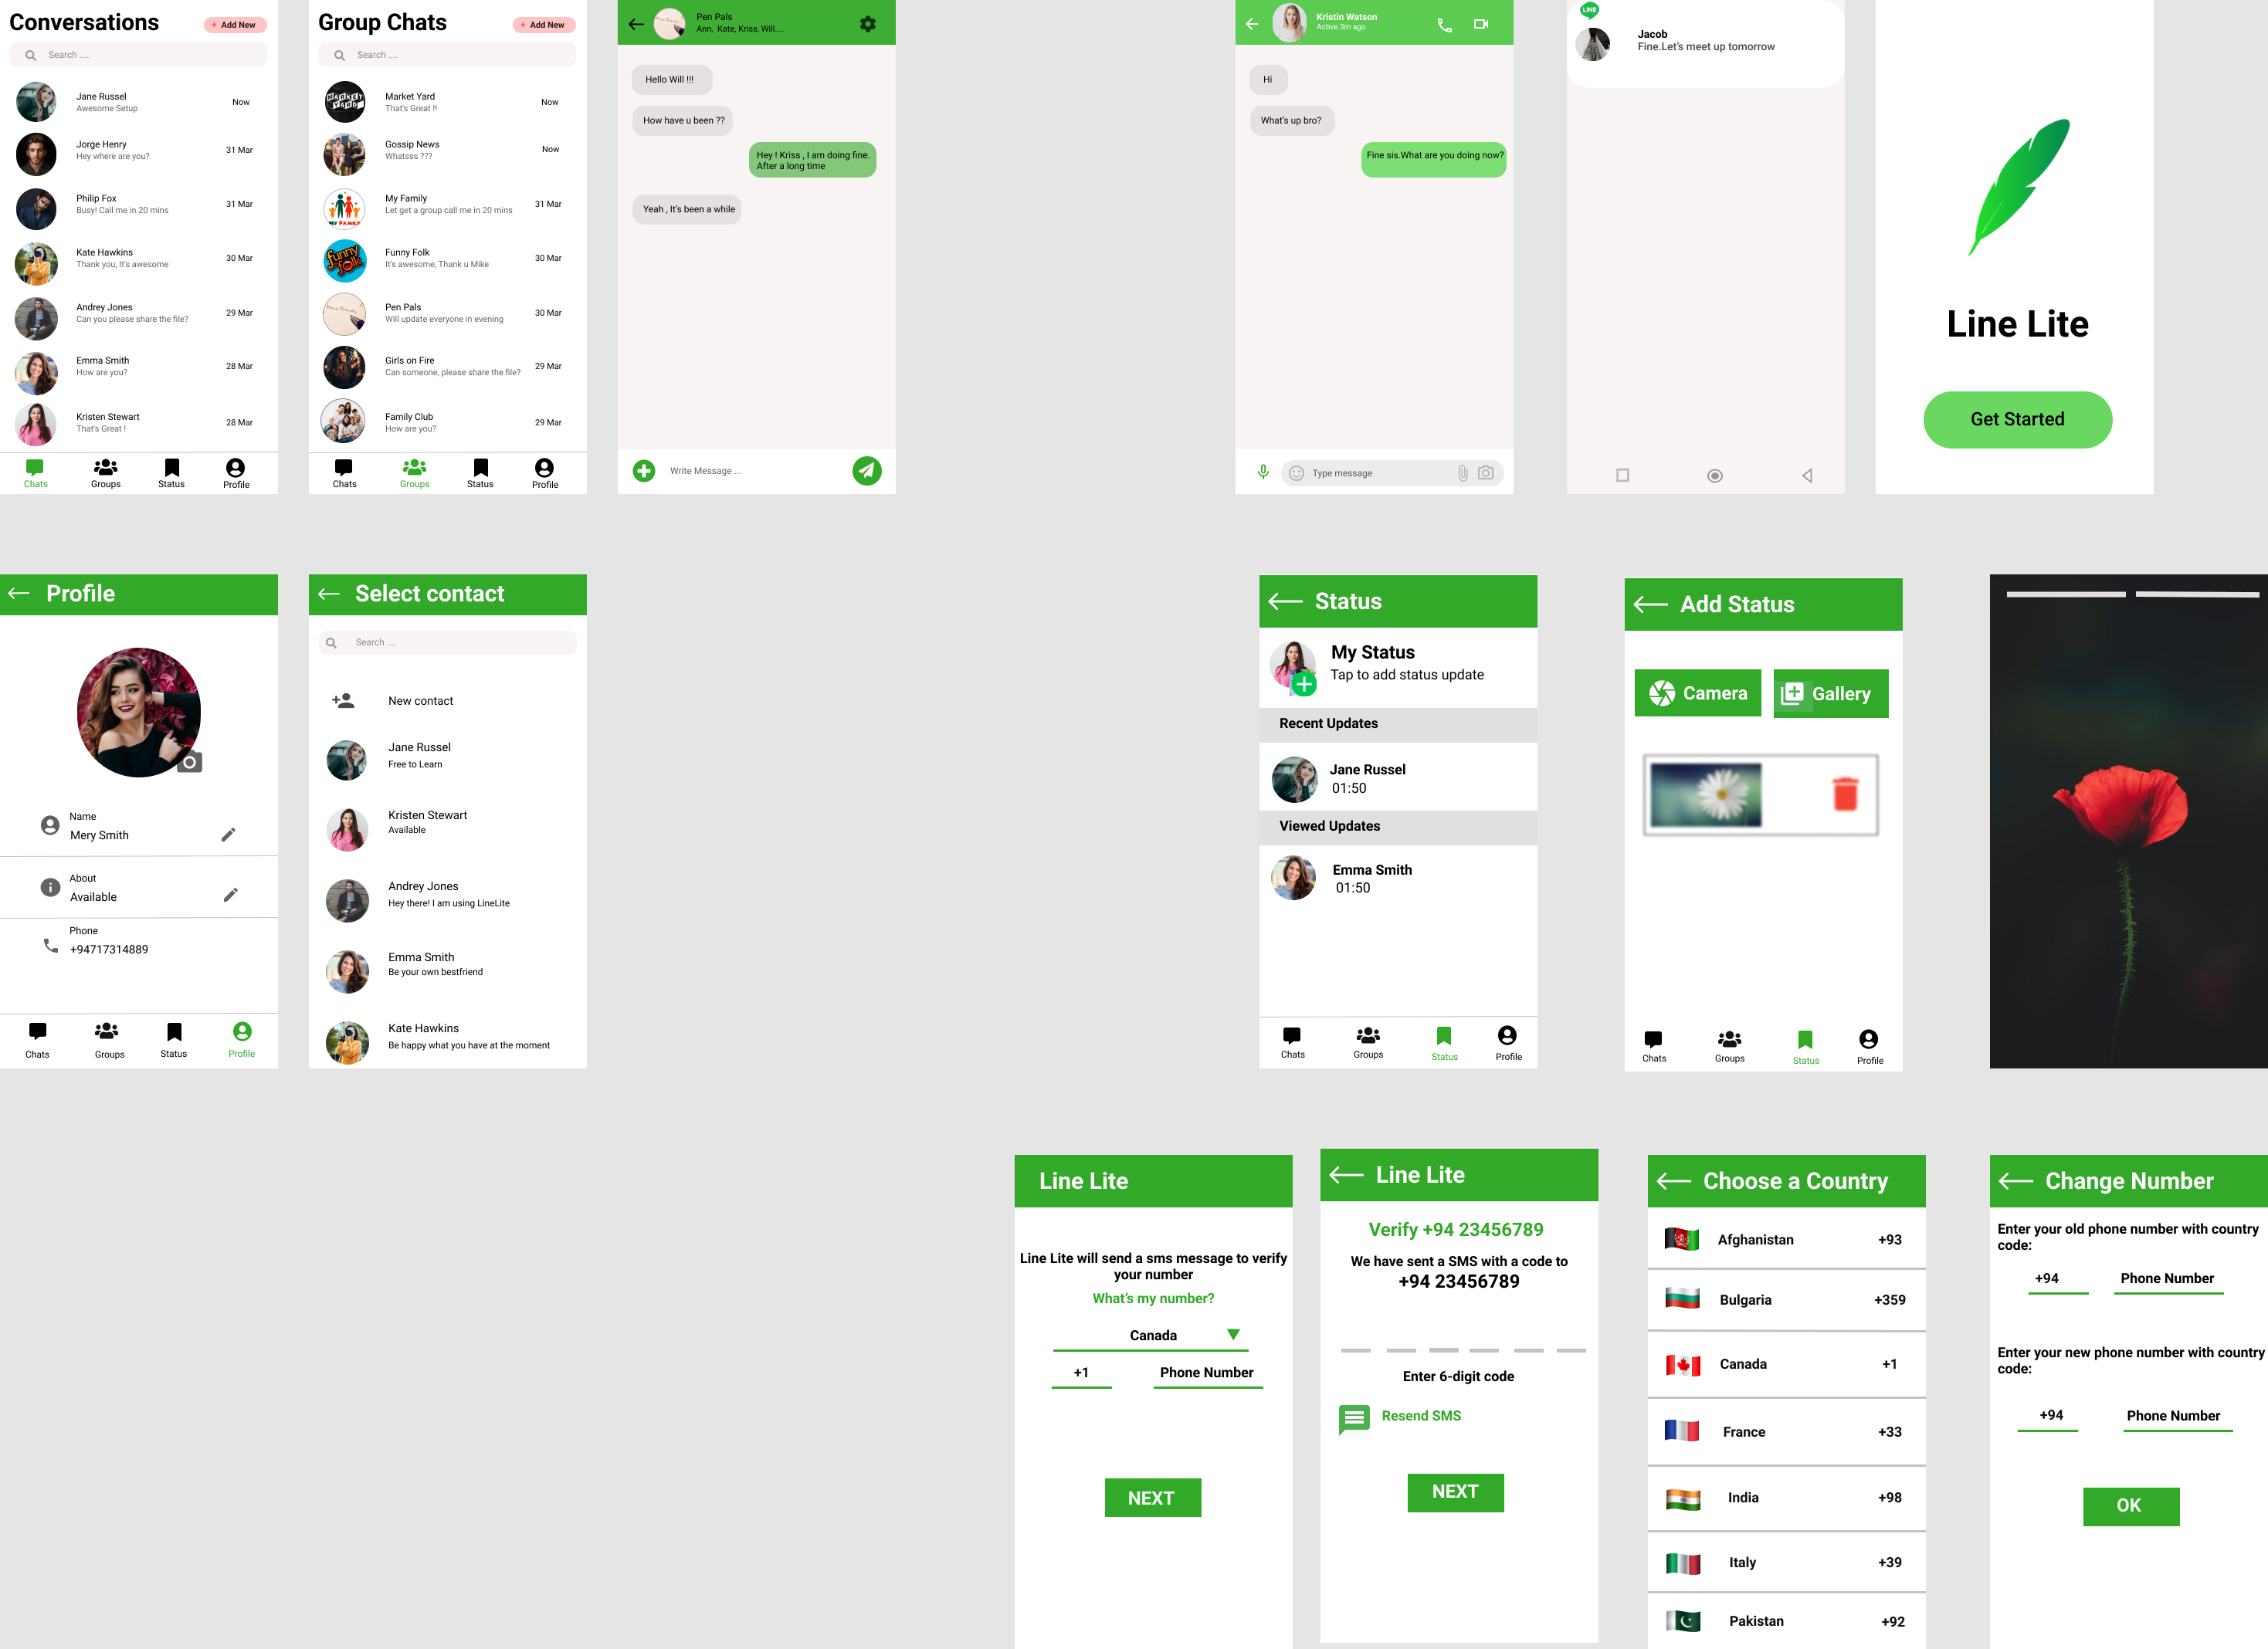 Conversations
+ Add New
Search ....
Jane Russel
Awesome Setup
Now
Jorge Henry
Hey where are you?
31 Mar
Philip Fox
Busy! Call me in 20 mins
31 Mar
Kate Hawkins
Thank you, It's awesome
30 Mar
Andrey Jones
Can you please share the file?
29 Mar
Emma Smith
How are you?
28 Mar
Kristen Stewart
That's Great !
28 Mar
Chats
Groups
Status
Profile
Group Chats
+ Add New
Search ....
MARKET
YARD
Market Yard
That's Great !!
Now
Gossip News
Whatsss ???
Now
MY FAMILY
My Family
Let get a group call me in 20 mins
31 Mar
funny
folk
Funny Folk
It's awesome, Thank u Mike
30 Mar
Pen Pals
Will update everyone in evening
30 Mar
Girls on Fire
Can someone, please share the file?
29 Mar
Family Club
How are you?
29 Mar
Chats
Groups
Status
Profile
Pen Pals
Ann, Kate, Kriss, Will....
Hello Will !!!
How have u been ??
Hey ! Kriss , I am doing fine.
After a long time
Yeah , It's been a while
Write Message ...
Kristin Watson
Active 3m ago
Hi
What's up bro?
Fine sis.What are you doing now?
Type message
LINE
Jacob
Fine.Let's meet up tomorrow
Line Lite
Get Started
Profile
Name
Mery Smith
About
Available
Phone
+94717314889
Chats
Groups
Status
Profile
Select contact
Search ....
New contact
Jane Russel
Free to Learn
Kristen Stewart
Available
Andrey Jones
Hey there! I am using LineLite
Emma Smith
Be your own bestfriend
Kate Hawkins
Be happy what you have at the moment
Status
My Status
Tap to add status update
Recent Updates
Jane Russel
01:50
Viewed Updates
Emma Smith
01:50
Chats
Groups
Status
Profile
Add Status
Camera
Gallery
Chats
Groups
Status
Profile
Line Lite
Line Lite will send a sms message to verify
your number
What's my number?
Canada
+1
Phone Number
NEXT
Line Lite
Verify +94 23456789
We have sent a SMS with a code to
+94 23456789
Enter 6-digit code
Resend SMS
NEXT
Choose a Country
Afghanistan
+93
Bulgaria
+359
Canada
+1
France
+33
India
+98
Italy
+39
Pakistan
+92
Change Number
Enter your old phone number with country
code:
+94
Phone Number
Enter your new phone number with country
code:
+94
Phone Number
OK